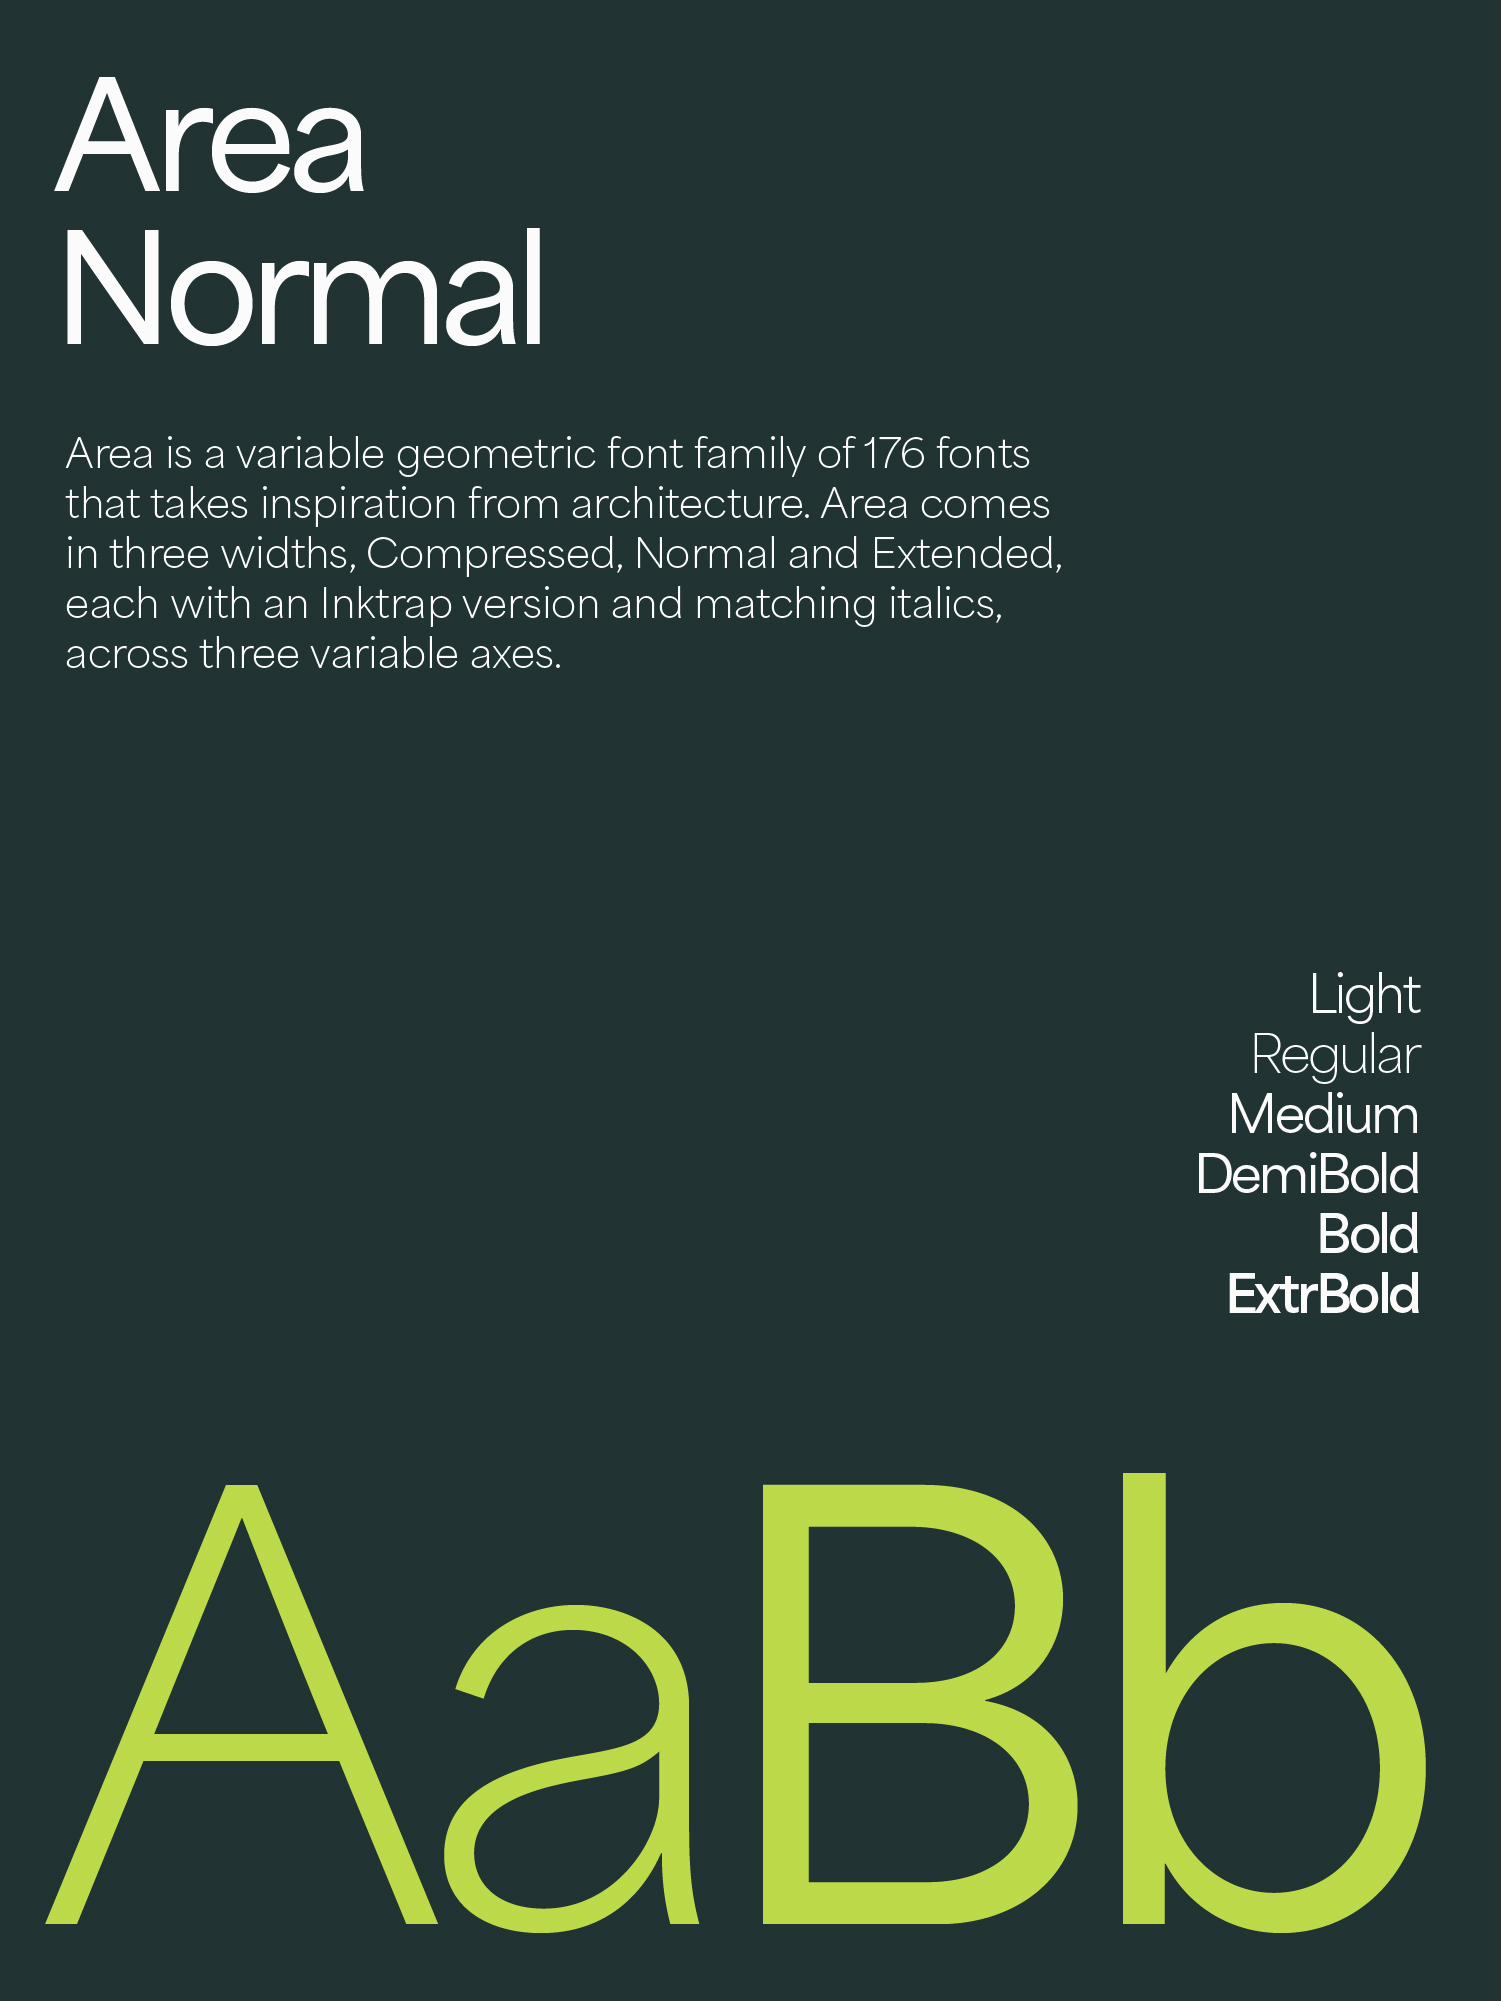 Area
Normal
Area is a variable geometric font family of 176 fonts
that takes inspiration from architecture. Area comes
in three widths, Compressed, Normal and Extended,
each with an Inktrap version and matching italics,
across three variable axes.
Light
Regular
Medium
DemiBold
Bold
ExtrBold
AaBb